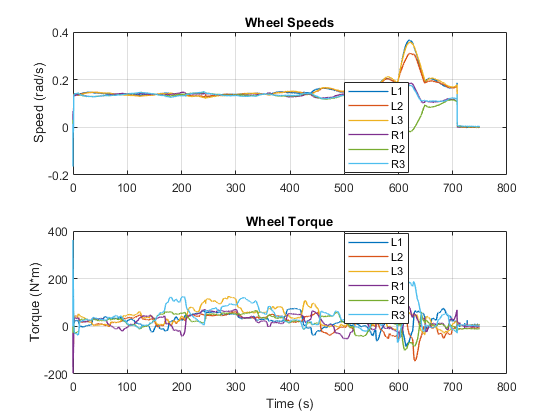 Wheel Speeds
Speed (rad/s)
0.4
0.2
0
-0.2
0 100 200 300 400 500 600 700 800
L1
L2
L3
R1
R2
R3
Wheel Torque
Torque (N*m)
400
200
0
-200
0 100 200 300 400 500 600 700 800
Time (s)
L1
L2
L3
R1
R2
R3